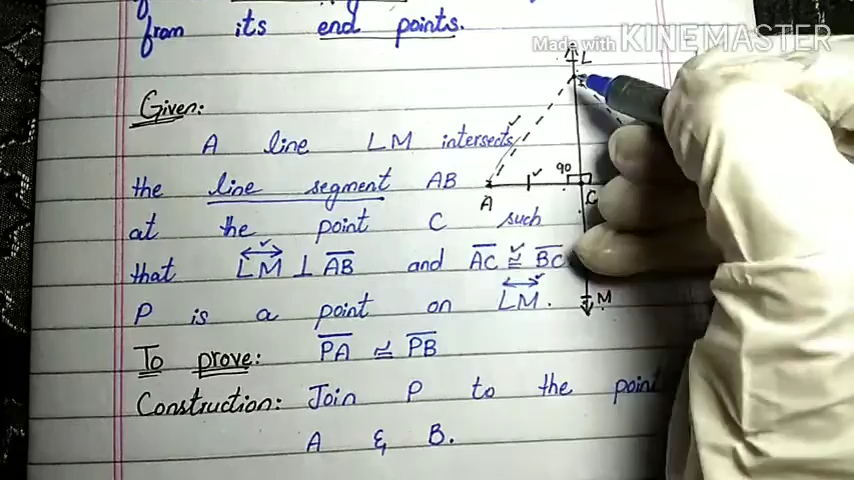 from its end points.
Made with KINEMASTER
Given:
A line LM intersects
the line segment AB
at the point C such
that LM ⊥ AB and AC ≅ BC
P is a point on LM.
To prove: PA ≅ PB
Construction: Join P to the point
A & B.
L
90
A
C
M